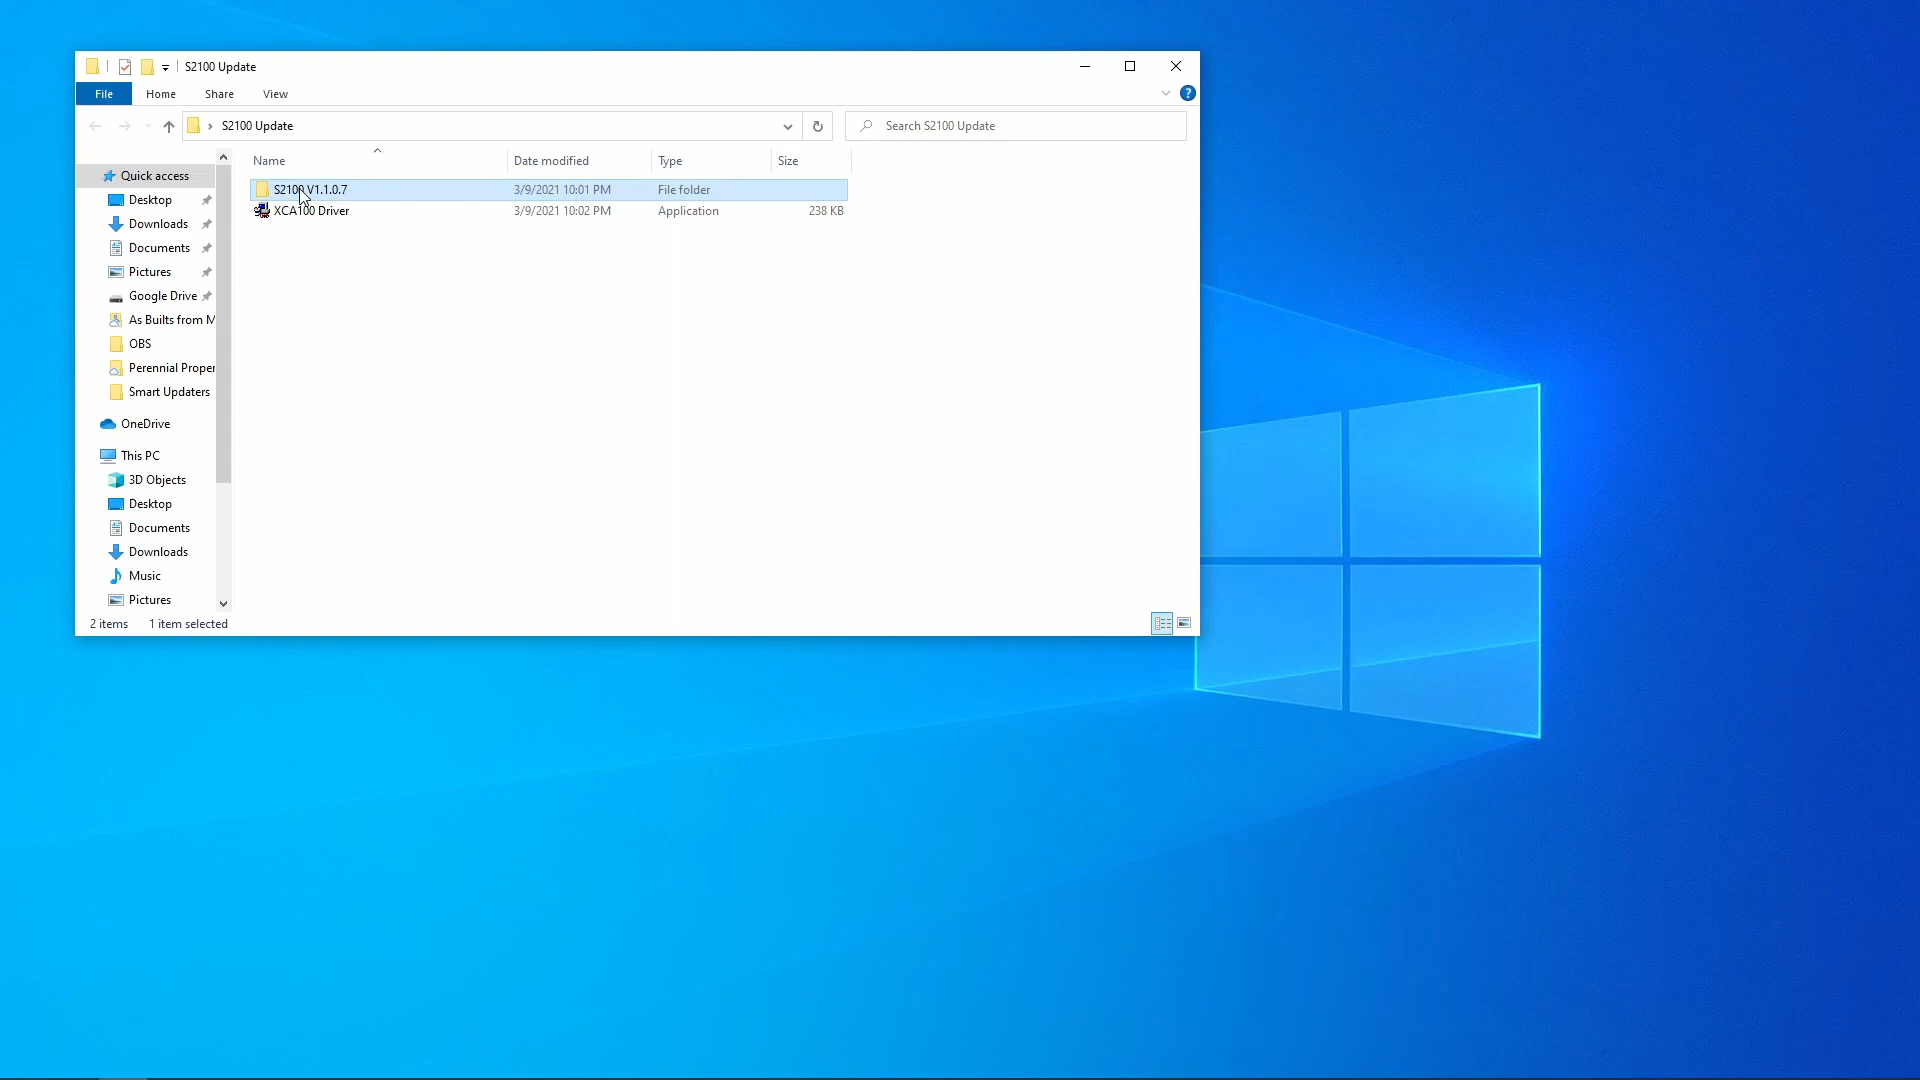 S2100 Update
File Home Share View ?
S2100 Update
Search S2100 Update
Name Date modified Type Size
S2100 V1.1.0.7 3/9/2021 10:01 PM File folder
XCA100 Driver 3/9/2021 10:02 PM Application 238 KB
Quick access
Desktop
Downloads
Documents
Pictures
Google Drive
As Builts from M
OBS
Perennial Proper
Smart Updaters
OneDrive
This PC
3D Objects
Desktop
Documents
Downloads
Music
Pictures
2 items 1 item selected